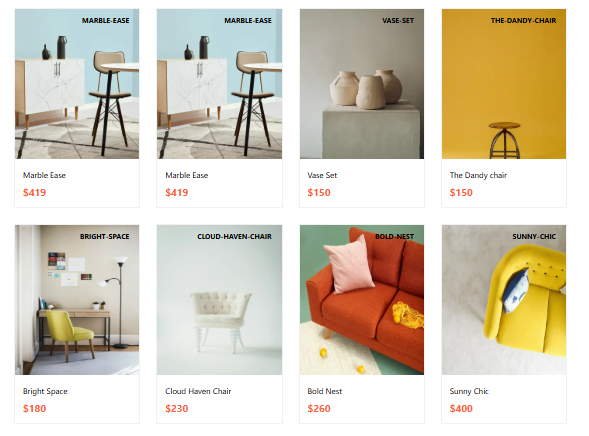 MARBLE-EASE
Marble Ease
$419
MARBLE-EASE
Marble Ease
$419
VASE-SET
Vase Set
$150
THE-DANDY-CHAIR
The Dandy chair
$150
BRIGHT-SPACE
Bright Space
$180
CLOUD-HAVEN-CHAIR
Cloud Haven Chair
$230
BOLD-NEST
Bold Nest
$260
SUNNY-CHIC
Sunny Chic
$400